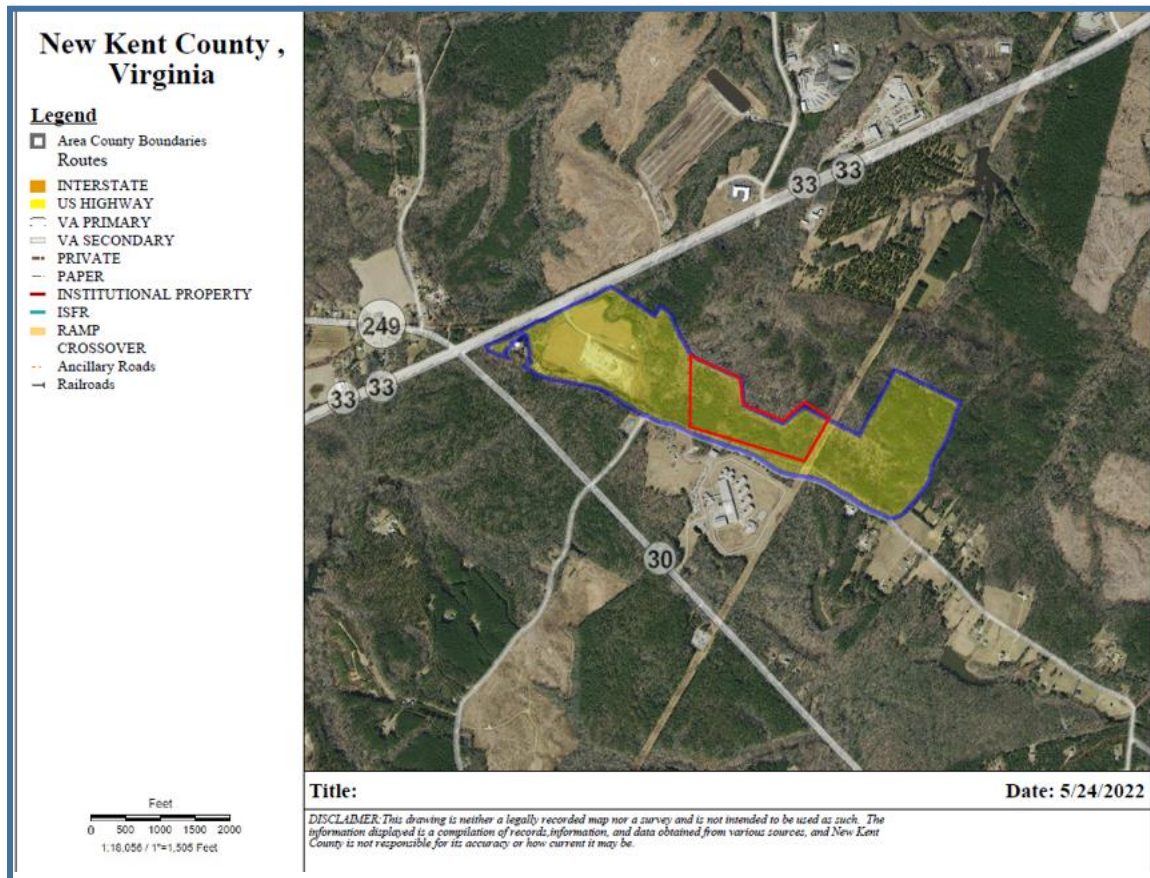 New Kent County ,
Virginia
Legend
Area County Boundaries
Routes
INTERSTATE
US HIGHWAY
VA PRIMARY
VA SECONDARY
PRIVATE
PAPER
INSTITUTIONAL PROPERTY
ISFR
RAMP
CROSSOVER
Ancillary Roads
Railroads
Feet
0 500 1000 1500 2000
1:18,056 / 1"=1,505 Feet
33 33
249
33 33
30
Title:
Date: 5/24/2022
DISCLAIMER:This drawing is neither a legally recorded map nor a survey and is not intended to be used as such. The
information displayed is a compilation of records,information, and data obtained from various sources, and New Kent
County is not responsible for its accuracy or how current it may be.